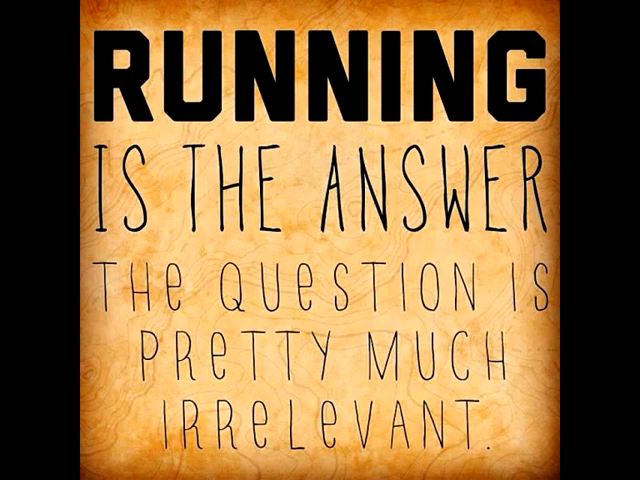 RUNNING
IS THE ANSWER
THe QUeSTION IS
PReTTY MUCH
IRReLeVANT.